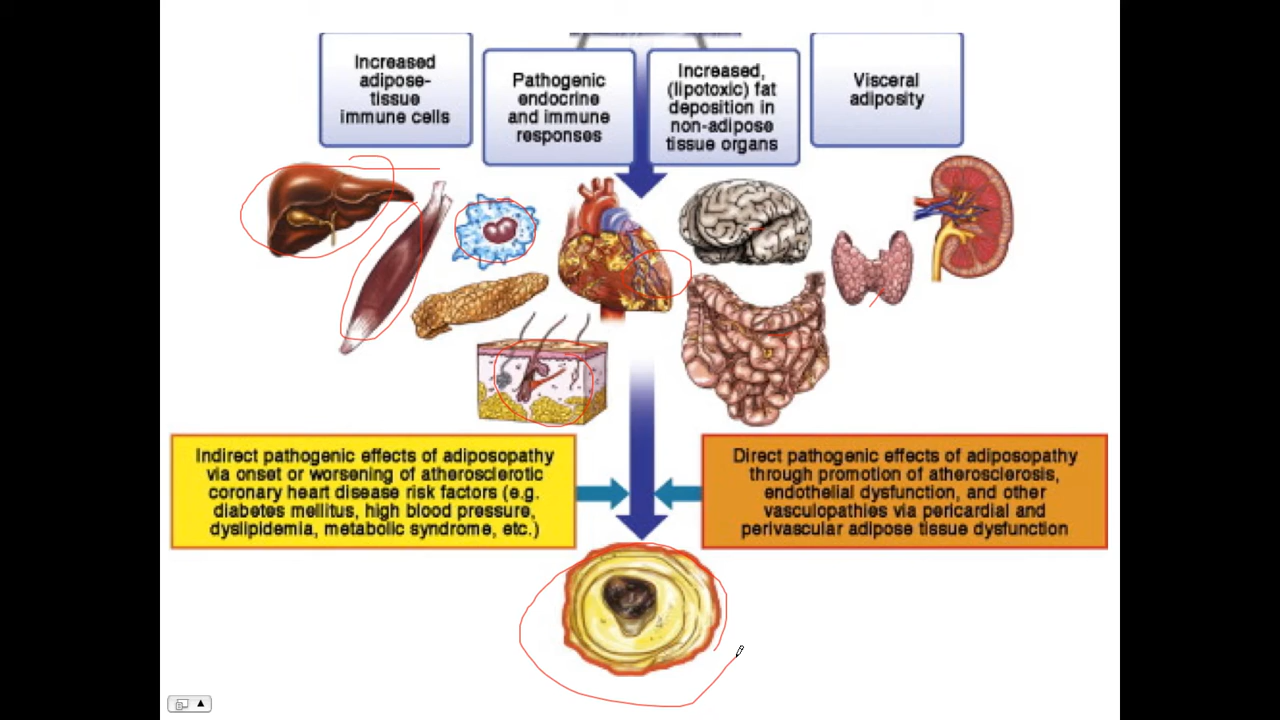 Increased
adipose-
tissue
immune cells
Pathogenic
endocrine
and immune
responses
Increased,
(lipotoxic) fat
deposition in
non-adipose
tissue organs
Visceral
adiposity
Indirect pathogenic effects of adiposopathy
via onset or worsening of atherosclerotic
coronary heart disease risk factors (e.g.
diabetes mellitus, high blood pressure,
dyslipidemia, metabolic syndrome, etc.)
Direct pathogenic effects of adiposopathy
through promotion of atherosclerosis,
endothelial dysfunction, and other
vasculopathies via pericardial and
perivascular adipose tissue dysfunction